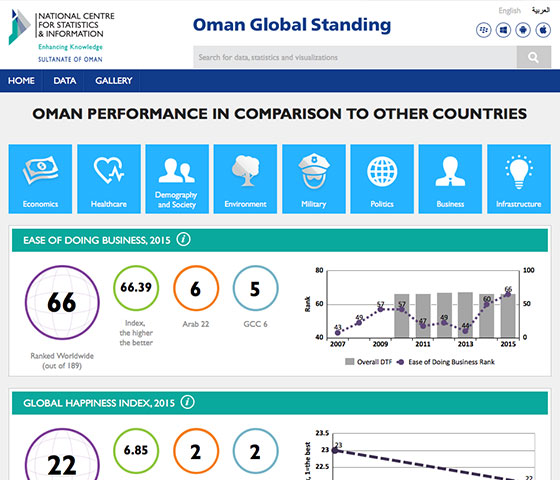 NATIONAL CENTRE
FOR STATISTICS
& INFORMATION
Enhancing Knowledge
SULTANATE OF OMAN
Oman Global Standing
English العربية
Search for data, statistics and visualizations
HOME DATA GALLERY
OMAN PERFORMANCE IN COMPARISON TO OTHER COUNTRIES
Economics
Healthcare
Demography
and Society
Environment
Military
Politics
Business
Infrastructure
EASE OF DOING BUSINESS, 2015 i
66
Ranked Worldwide
(out of 189)
66.39
Index,
the higher
the better
6
Arab 22
5
GCC 6
Rank
80
60
40
100
50
0
43 49 57 57 47 49 44 60 66
2007 2009 2011 2013 2015
Overall DTF Ease of Doing Business Rank
GLOBAL HAPPINESS INDEX, 2015 i
22
6.85
2
2
23.5
23
22.5
, 1=the best
23
22